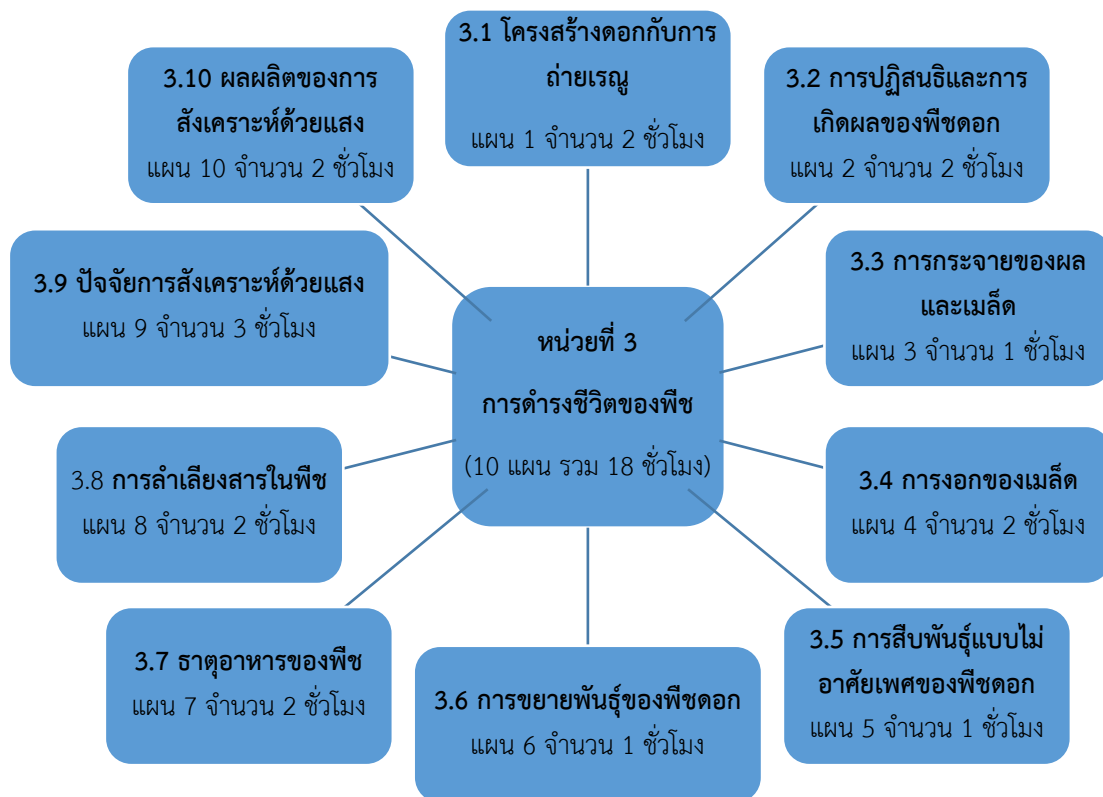 3.1 โครงสร้างดอกกับการ
ถ่ายเรณู
แผน 1 จำนวน 2 ชั่วโมง
3.2 การปฏิสนธิและการ
เกิดผลของพืชดอก
แผน 2 จำนวน 2 ชั่วโมง
3.3 การกระจายของผล
และเมล็ด
แผน 3 จำนวน 1 ชั่วโมง
3.4 การงอกของเมล็ด
แผน 4 จำนวน 2 ชั่วโมง
3.5 การสืบพันธุ์แบบไม่
อาศัยเพศของพืชดอก
แผน 5 จำนวน 1 ชั่วโมง
3.6 การขยายพันธุ์ของพืชดอก
แผน 6 จำนวน 1 ชั่วโมง
3.7 ธาตุอาหารของพืช
แผน 7 จำนวน 2 ชั่วโมง
3.8 การลำเลียงสารในพืช
แผน 8 จำนวน 2 ชั่วโมง
3.9 ปัจจัยการสังเคราะห์ด้วยแสง
แผน 9 จำนวน 3 ชั่วโมง
3.10 ผลผลิตของการ
สังเคราะห์ด้วยแสง
แผน 10 จำนวน 2 ชั่วโมง
หน่วยที่ 3
การดำรงชีวิตของพืช
(10 แผน รวม 18 ชั่วโมง)